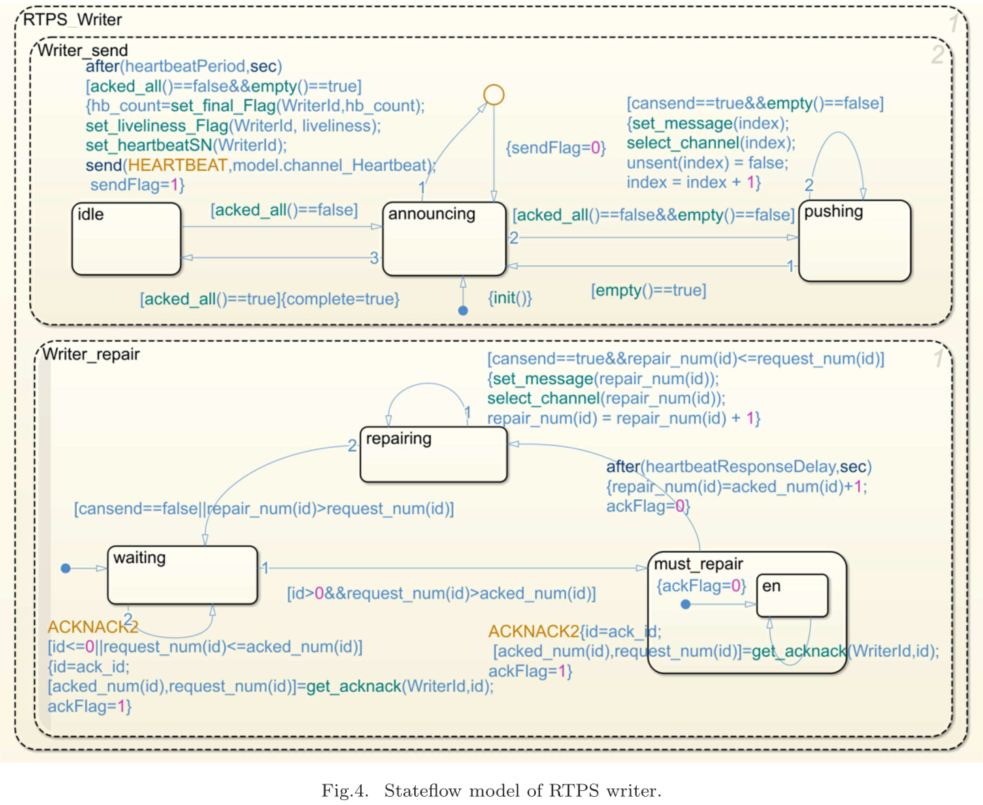 RTPS_Writer
1
Writer_send
2
after(heartbeatPeriod,sec)
[acked_all()==false&&empty()==true]
{hb_count=set_final_Flag(WriterId,hb_count);
set_liveliness_Flag(WriterId, liveliness);
set_heartbeatSN(WriterId);
send(HEARTBEAT,model.channel_Heartbeat);
sendFlag=1}
1
{sendFlag=0}
[cansend==true&&empty()==false]
{set_message(index);
select_channel(index);
unsent(index) = false;
index = index + 1}
2
idle
[acked_all()==false]
announcing
[acked_all()==false&&empty()==false]
pushing
2
3
1
[acked_all()==true]{complete=true}
{init()}
[empty()==true]
Writer_repair
1
[cansend==true&&repair_num(id)<=request_num(id)]
{set_message(repair_num(id));
select_channel(repair_num(id));
repair_num(id) = repair_num(id) + 1}
1
repairing
2
after(heartbeatResponseDelay,sec)
{repair_num(id)=acked_num(id)+1;
ackFlag=0}
[cansend==false||repair_num(id)>request_num(id)]
waiting
1
must_repair
{ackFlag=0}
en
[id>0&&request_num(id)>acked_num(id)]
2
ACKNACK2
[id<=0||request_num(id)<=acked_num(id)]
{id=ack_id;
[acked_num(id),request_num(id)]=get_acknack(WriterId,id);
ackFlag=1}
ACKNACK2{id=ack_id;
[acked_num(id),request_num(id)]=get_acknack(WriterId,id);
ackFlag=1}
Fig.4. Stateflow model of RTPS writer.